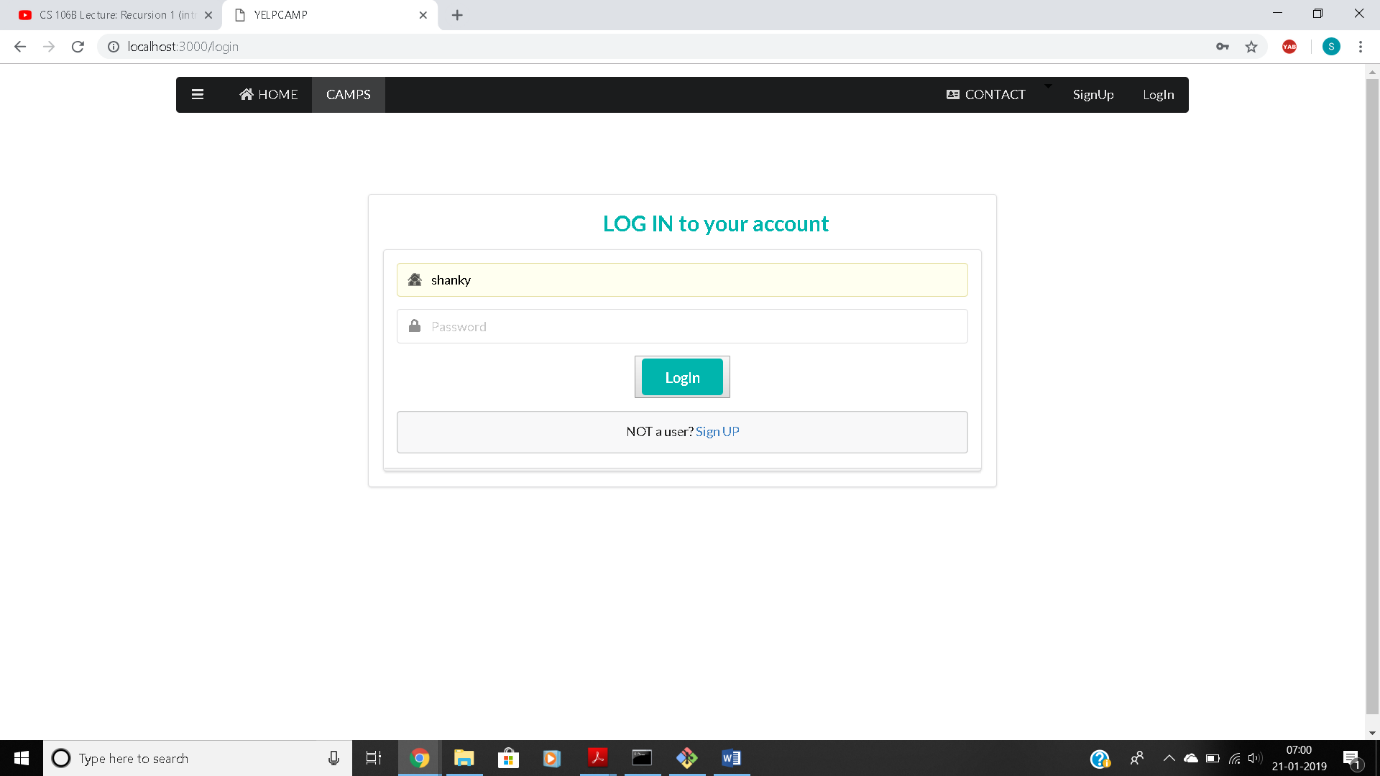 CS 106B Lecture: Recursion 1 (int
YELPCAMP
localhost:3000/login
YAB
S
HOME
CAMPS
CONTACT
SignUp
LogIn
LOG IN to your account
shanky
Password
LogIn
NOT a user? Sign UP
Type here to search
07:00
21-01-2019
1